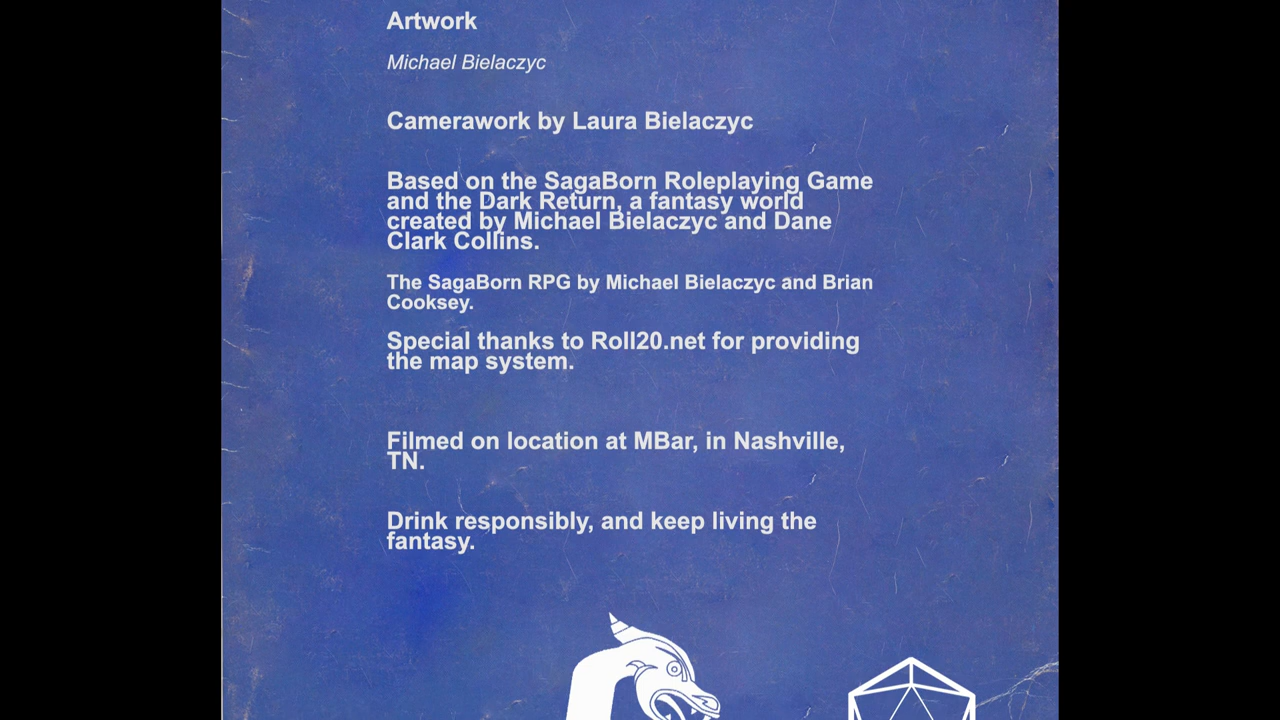 Artwork
Michael Bielaczyc
Camerawork by Laura Bielaczyc
Based on the SagaBorn Roleplaying Game
and the Dark Return, a fantasy world
created by Michael Bielaczyc and Dane
Clark Collins.
The SagaBorn RPG by Michael Bielaczyc and Brian
Cooksey.
Special thanks to Roll20.net for providing
the map system.
Filmed on location at MBar, in Nashville,
TN.
Drink responsibly, and keep living the
fantasy.